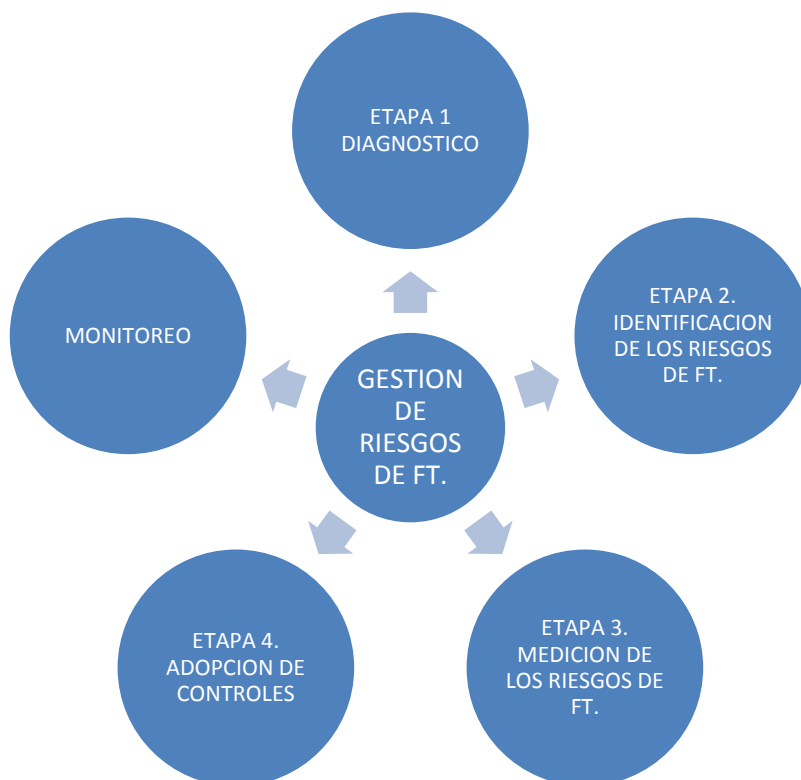 ETAPA 1
DIAGNOSTICO
ETAPA 2.
IDENTIFICACION
DE LOS RIESGOS
DE FT.
ETAPA 3.
MEDICION DE
LOS RIESGOS DE
FT.
ETAPA 4.
ADOPCION DE
CONTROLES
MONITOREO
GESTION
DE
RIESGOS
DE FT.